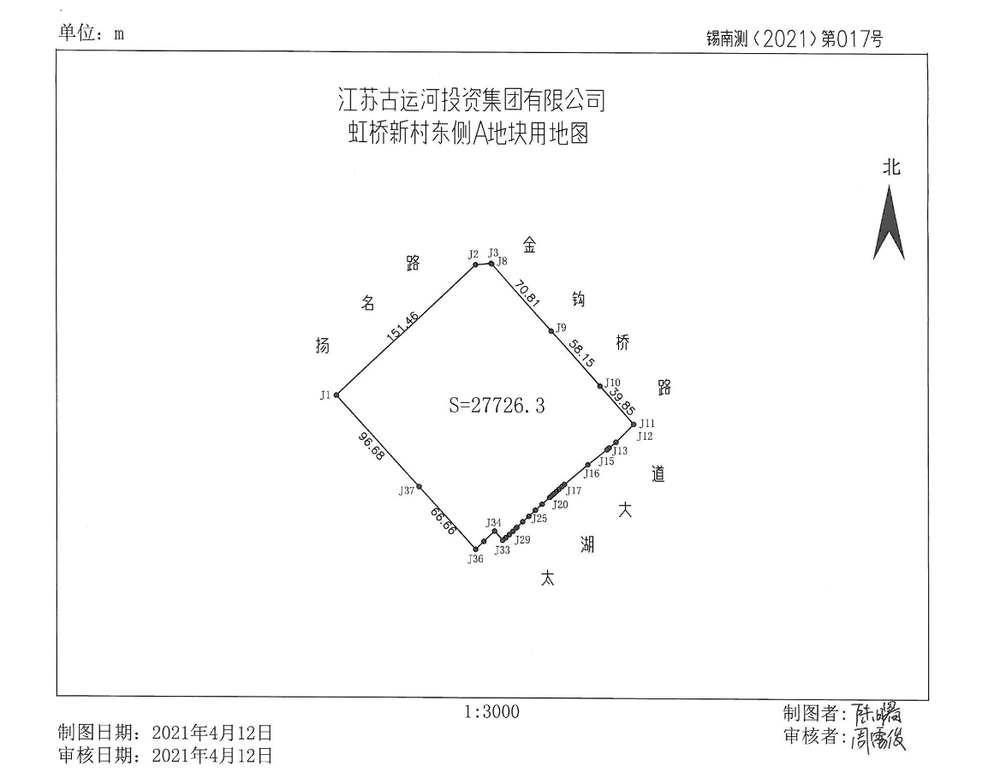 单位：m
锡南测（2021）第017号
江苏古运河投资集团有限公司
虹桥新村东侧A地块用地图
北
扬名路
金钩桥路
J2
J3
J8
70.81
J9
58.15
J10
39.85
J11
J12
151.46
J1
S=27726.3
96.68
J37
66.66
J36
J34
J33
J29
J25
J20
J17
J16
J15
J13
太湖大道
1:3000
制图者：
审核者：
制图日期：2021年4月12日
审核日期：2021年4月12日